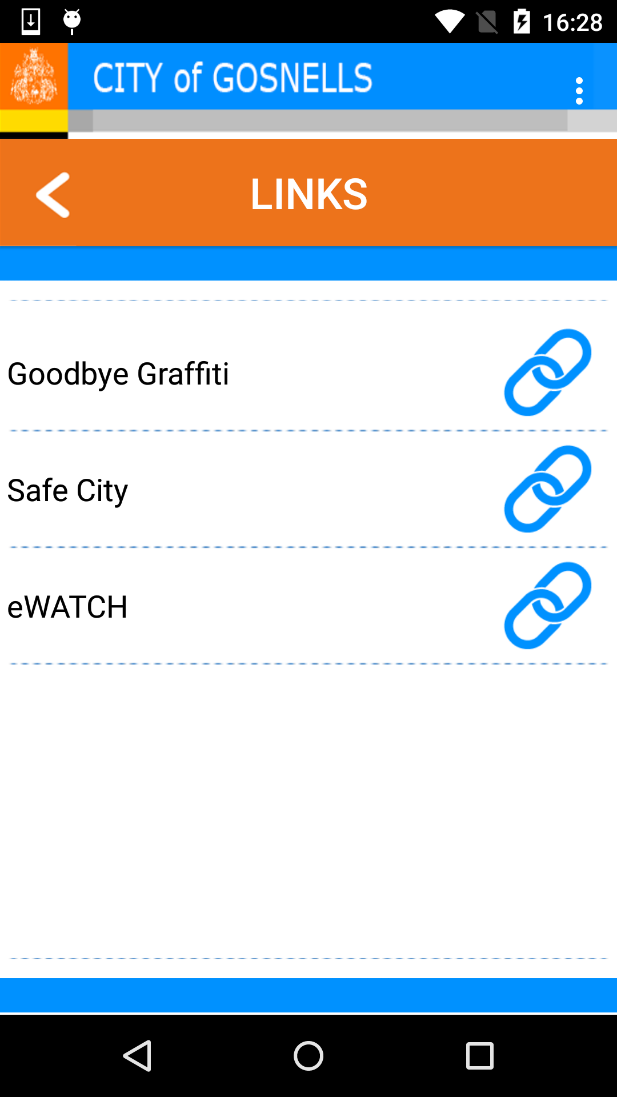 16:28
CITY of GOSNELLS
LINKS
Goodbye Graffiti
Safe City
eWATCH